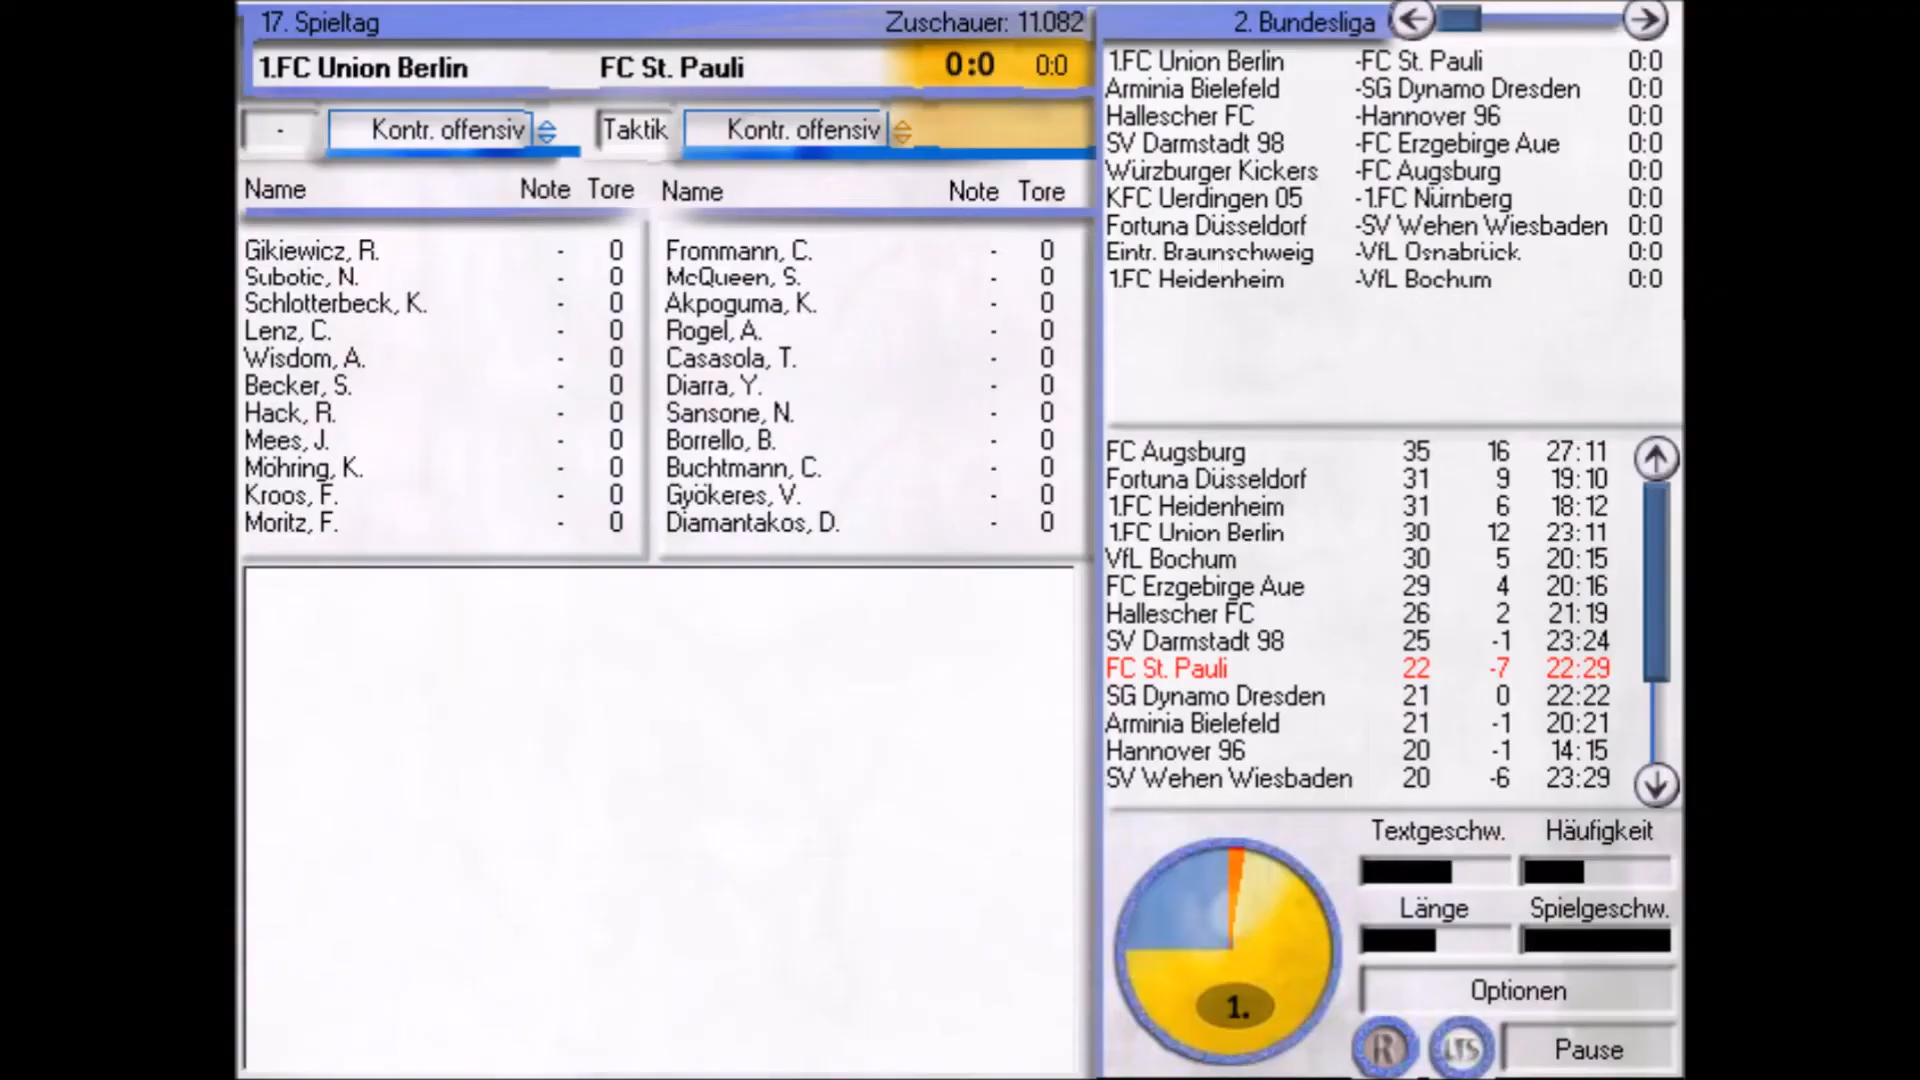 17. Spieltag Zuschauer: 11.082
1.FC Union Berlin FC St. Pauli 0:0 0:0
- Kontr. offensiv Taktik Kontr. offensiv
Name Note Tore Name Note Tore
Gikiewicz, R. - 0 Frommann, C. - 0
Subotic, N. - 0 McQueen, S. - 0
Schlotterbeck, K. - 0 Akpoguma, K. - 0
Lenz, C. - 0 Rogel, A. - 0
Wisdom, A. - 0 Casasola, T. - 0
Becker, S. - 0 Diarra, Y. - 0
Hack, R. - 0 Sansone, N. - 0
Mees, J. - 0 Borrello, B. - 0
Möhring, K. - 0 Buchtmann, C. - 0
Kroos, F. - 0 Gyökeres, V. - 0
Moritz, F. - 0 Diamantakos, D. - 0
2. Bundesliga
1.FC Union Berlin -FC St. Pauli 0:0
Arminia Bielefeld -SG Dynamo Dresden 0:0
Hallescher FC -Hannover 96 0:0
SV Darmstadt 98 -FC Erzgebirge Aue 0:0
Würzburger Kickers -FC Augsburg 0:0
KFC Uerdingen 05 -1.FC Nürnberg 0:0
Fortuna Düsseldorf -SV Wehen Wiesbaden 0:0
Eintr. Braunschweig -VfL Osnabrück 0:0
1.FC Heidenheim -VfL Bochum 0:0
FC Augsburg 35 16 27:11
Fortuna Düsseldorf 31 9 19:10
1.FC Heidenheim 31 6 18:12
1.FC Union Berlin 30 12 23:11
VfL Bochum 30 5 20:15
FC Erzgebirge Aue 29 4 20:16
Hallescher FC 26 2 21:19
SV Darmstadt 98 25 -1 23:24
FC St. Pauli 22 -7 22:29
SG Dynamo Dresden 21 0 22:22
Arminia Bielefeld 21 -1 20:21
Hannover 96 20 -1 14:15
SV Wehen Wiesbaden 20 -6 23:29
Textgeschw. Häufigkeit
Länge Spielgeschw.
1.
Optionen
R LTS Pause